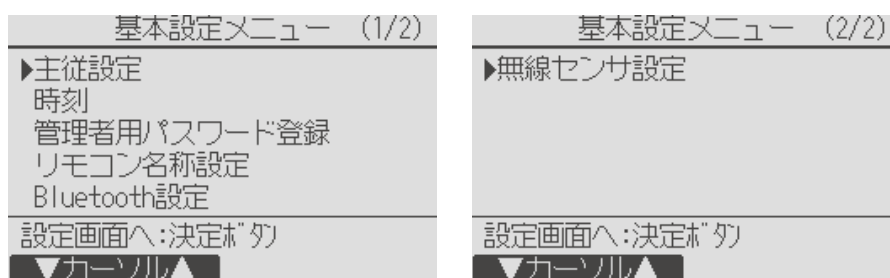 基本設定メニュー (1/2)
▶主従設定
時刻
管理者用パスワード登録
リモコン名称設定
Bluetooth設定
設定画面へ:決定ﾎﾞﾀﾝ
▼カーソル▲
基本設定メニュー (2/2)
▶無線センサ設定
設定画面へ:決定ﾎﾞﾀﾝ
▼カーソル▲